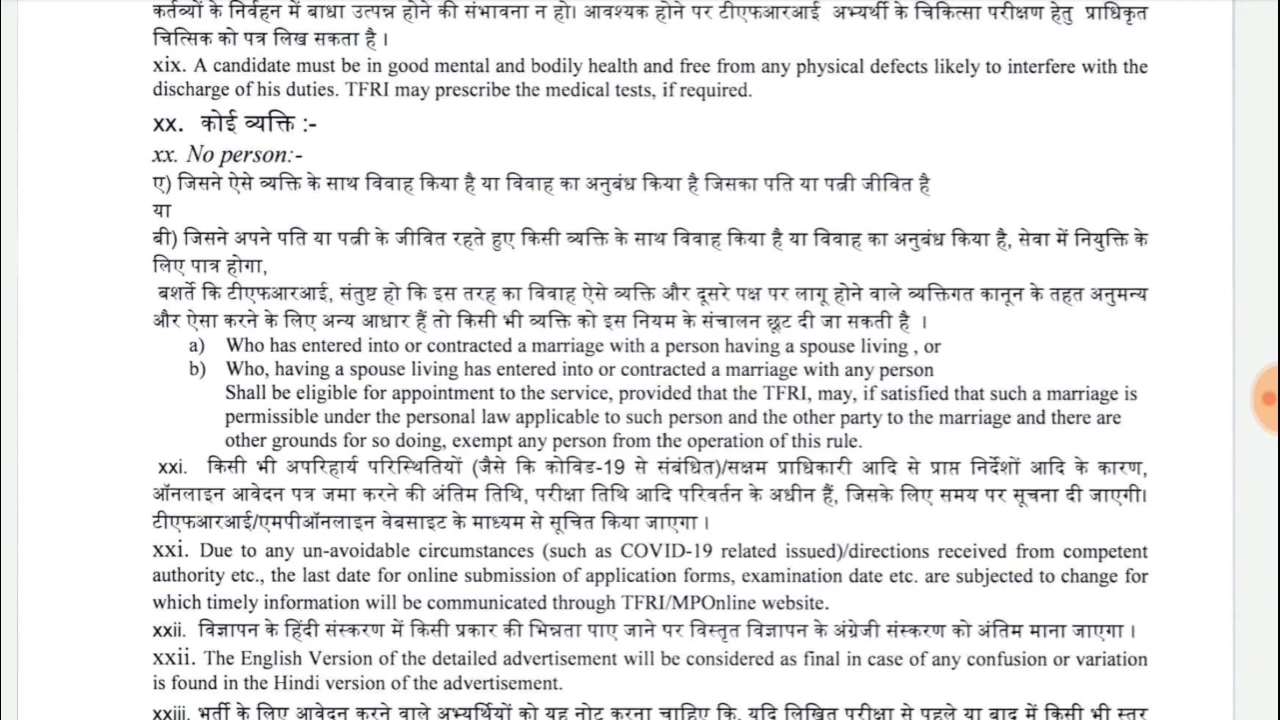 कर्तव्यों के निर्वहन में बाधा उत्पन्न होने की संभावना न हो। आवश्यक होने पर टीएफआरआई अभ्यर्थी के चिकित्सा परीक्षण हेतु प्राधिकृत
चित्सिक को पत्र लिख सकता है ।
xix. A candidate must be in good mental and bodily health and free from any physical defects likely to interfere with the
discharge of his duties. TFRI may prescribe the medical tests, if required.
xx. कोई व्यक्ति :-
xx. No person:-
ए) जिसने ऐसे व्यक्ति के साथ विवाह किया है या विवाह का अनुबंध किया है जिसका पति या पत्नी जीवित है
या
बी) जिसने अपने पति या पत्नी के जीवित रहते हुए किसी व्यक्ति के साथ विवाह किया है या विवाह का अनुबंध किया है, सेवा में नियुक्ति के
लिए पात्र होगा,
बशर्ते कि टीएफआरआई, संतुष्ट हो कि इस तरह का विवाह ऐसे व्यक्ति और दूसरे पक्ष पर लागू होने वाले व्यक्तिगत कानून के तहत अनुमन्य
और ऐसा करने के लिए अन्य आधार हैं तो किसी भी व्यक्ति को इस नियम के संचालन छूट दी जा सकती है ।
a) Who has entered into or contracted a marriage with a person having a spouse living , or
b) Who, having a spouse living has entered into or contracted a marriage with any person
Shall be eligible for appointment to the service, provided that the TFRI, may, if satisfied that such a marriage is
permissible under the personal law applicable to such person and the other party to the marriage and there are
other grounds for so doing, exempt any person from the operation of this rule.
xxi. किसी भी अपरिहार्य परिस्थितियों (जैसे कि कोविड-19 से संबंधित)/सक्षम प्राधिकारी आदि से प्राप्त निर्देशों आदि के कारण,
ऑनलाइन आवेदन पत्र जमा करने की अंतिम तिथि, परीक्षा तिथि आदि परिवर्तन के अधीन हैं, जिसके लिए समय पर सूचना दी जाएगी।
टीएफआरआई/एमपीऑनलाइन वेबसाइट के माध्यम से सूचित किया जाएगा ।
xxi. Due to any un-avoidable circumstances (such as COVID-19 related issued)/directions received from competent
authority etc., the last date for online submission of application forms, examination date etc. are subjected to change for
which timely information will be communicated through TFRI/MPOnline website.
xxii. विज्ञापन के हिंदी संस्करण में किसी प्रकार की भिन्नता पाए जाने पर विस्तृत विज्ञापन के अंग्रेजी संस्करण को अंतिम माना जाएगा ।
xxii. The English Version of the detailed advertisement will be considered as final in case of any confusion or variation
is found in the Hindi version of the advertisement.
xxiii. भर्ती के लिए आवेदन करने वाले अभ्यर्थियों को यह नोट करना चाहिए कि, यदि लिखित परीक्षा से पहले या बाद में किसी भी स्तर